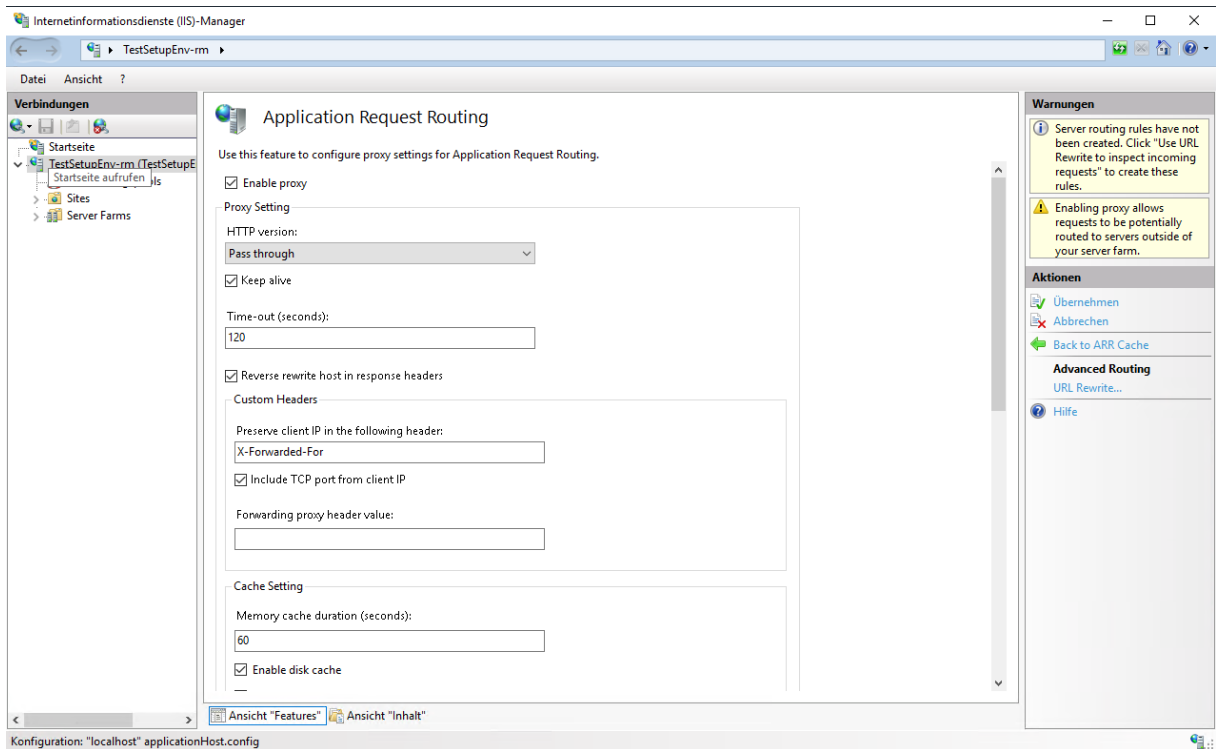 Internetinformationsdienste (IIS)-Manager
TestSetupEnv-rm
Datei Ansicht ?
Verbindungen
Startseite
TestSetupEnv-rm (TestSetupE
Startseite aufrufen
Sites
Server Farms
Application Request Routing
Use this feature to configure proxy settings for Application Request Routing.
Enable proxy
Proxy Setting
HTTP version:
Pass through
Keep alive
Time-out (seconds):
120
Reverse rewrite host in response headers
Custom Headers
Preserve client IP in the following header:
X-Forwarded-For
Include TCP port from client IP
Forwarding proxy header value:
Cache Setting
Memory cache duration (seconds):
60
Enable disk cache
Ansicht "Features" Ansicht "Inhalt"
Warnungen
Server routing rules have not
been created. Click "Use URL
Rewrite to inspect incoming
requests" to create these
rules.
Enabling proxy allows
requests to be potentially
routed to servers outside of
your server farm.
Aktionen
Übernehmen
Abbrechen
Back to ARR Cache
Advanced Routing
URL Rewrite...
Hilfe
Konfiguration: "localhost" applicationHost.config